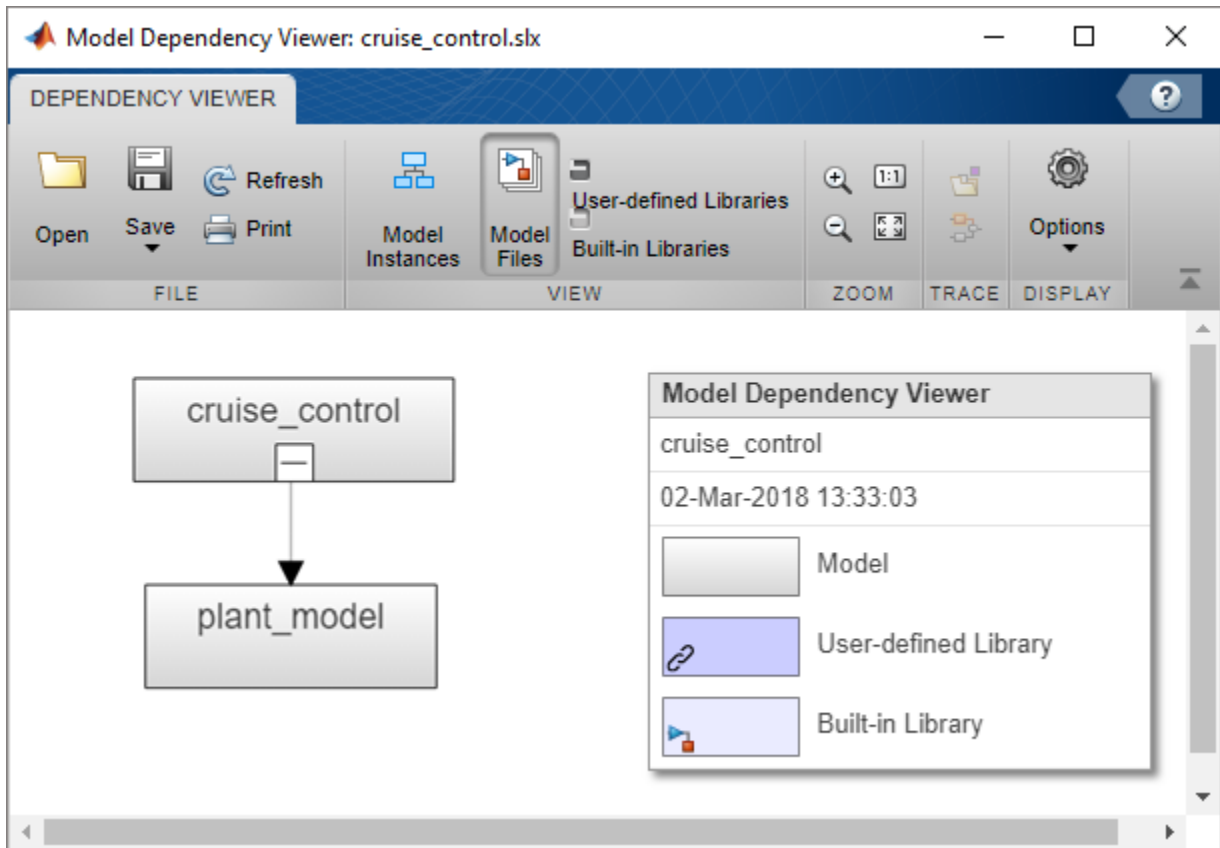 Model Dependency Viewer: cruise_control.slx
DEPENDENCY VIEWER
?
Open
Save
Refresh
Print
Model
Instances
Model
Files
User-defined Libraries
Built-in Libraries
1:1
Options
FILE
VIEW
ZOOM
TRACE
DISPLAY
cruise_control
plant_model
Model Dependency Viewer
cruise_control
02-Mar-2018 13:33:03
Model
User-defined Library
Built-in Library